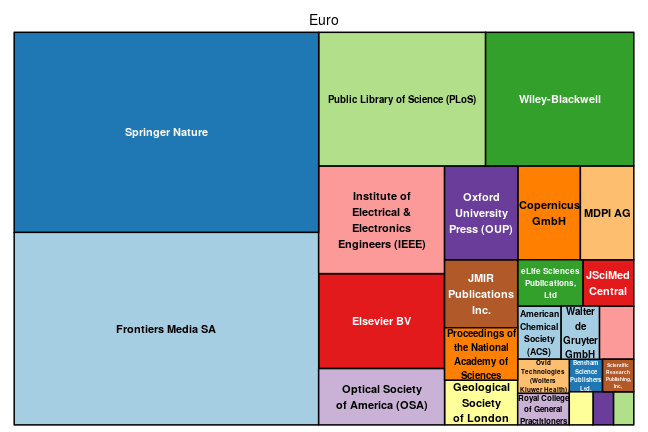 Euro
Springer Nature
Public Library of Science (PLoS)
Wiley-Blackwell
Frontiers Media SA
Institute of
Electrical &
Electronics
Engineers (IEEE)
Oxford
University
Press (OUP)
Copernicus
GmbH
MDPI AG
Elsevier BV
JMIR
Publications
Inc.
eLife Sciences
Publications,
Ltd
JSciMed
Central
American
Chemical
Society
(ACS)
Walter
de
Gruyter
GmbH
Proceedings of
the National
Academy of
Sciences
Ovid
Technologies
(Wolters
Kluwer Health)
Bentham
Science
Publishers
Ltd.
Scientific
Research
Publishing,
Inc.
Optical Society
of America (OSA)
Geological
Society
of London
Royal College
of General
Practitioners